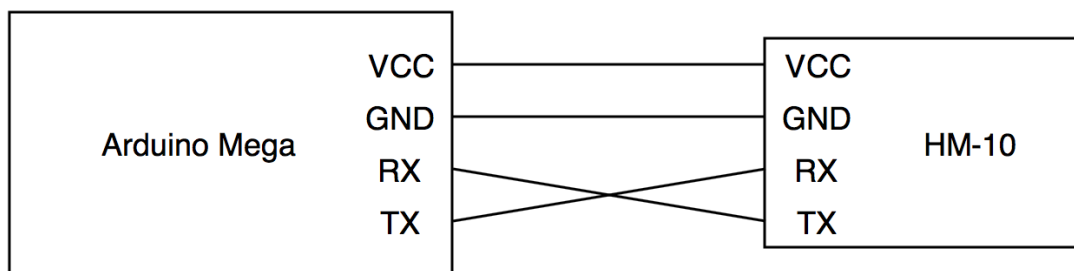 VCC
GND
Arduino Mega
RX
TX
VCC
GND
HM-10
RX
TX